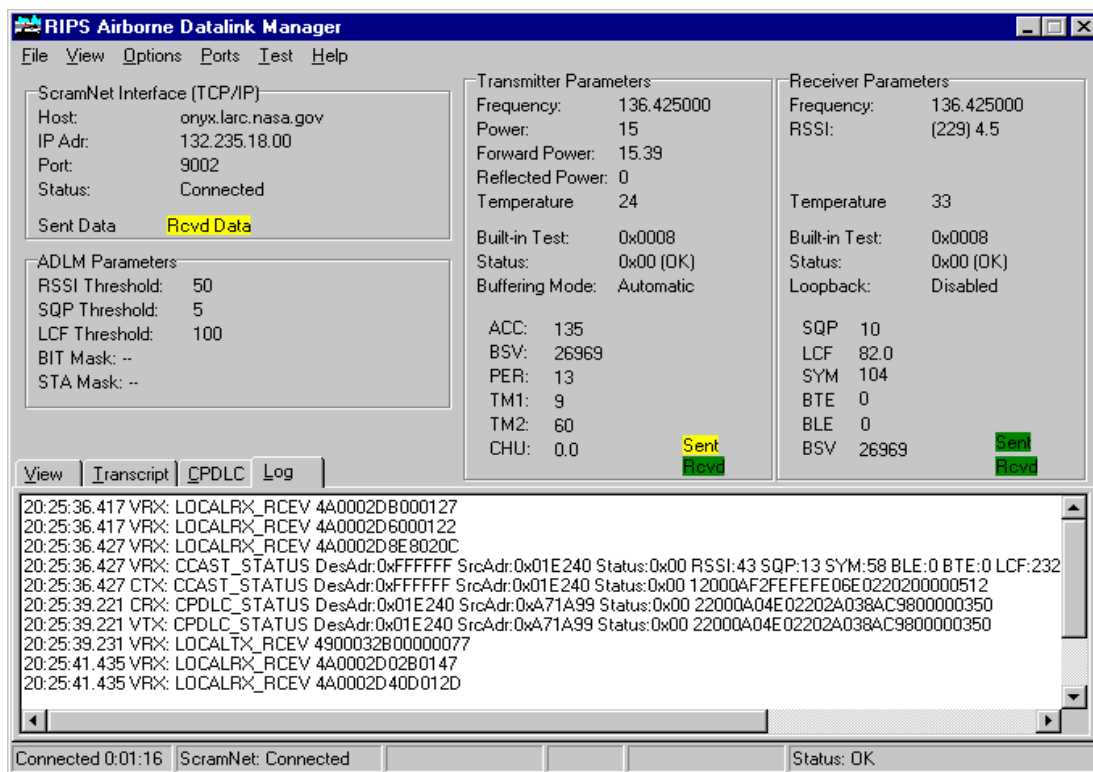 RIPS Airborne Datalink Manager
File View Options Ports Test Help
ScramNet Interface (TCP/IP)
Host: onyx.larc.nasa.gov
IP Adr: 132.235.18.00
Port: 9002
Status: Connected
Sent Data Rcvd Data
ADLM Parameters
RSSI Threshold: 50
SQP Threshold: 5
LCF Threshold: 100
BIT Mask: --
STA Mask: --
Transmitter Parameters
Frequency: 136.425000
Power: 15
Forward Power: 15.39
Reflected Power: 0
Temperature 24
Built-in Test: 0x0008
Status: 0x00 (OK)
Buffering Mode: Automatic
ACC: 135
BSV: 26969
PER: 13
TM1: 9
TM2: 60
CHU: 0.0
Sent
Rcvd
Receiver Parameters
Frequency: 136.425000
RSSI: (229) 4.5
Temperature 33
Built-in Test: 0x0008
Status: 0x00 (OK)
Loopback: Disabled
SQP 10
LCF 82.0
SYM 104
BTE 0
BLE 0
BSV 26969
Sent
Rcvd
View Transcript CPDLC Log
20:25:36.417 VRX: LOCALRX_RCEV 4A0002DB000127
20:25:36.417 VRX: LOCALRX_RCEV 4A0002D6000122
20:25:36.427 VRX: LOCALRX_RCEV 4A0002D8E8020C
20:25:36.427 VRX: CCAST_STATUS DesAdr:0xFFFFFF SrcAdr:0x01E240 Status:0x00 RSSI:43 SQP:13 SYM:58 BLE:0 BTE:0 LCF:232
20:25:36.427 CTX: CCAST_STATUS DesAdr:0xFFFFFF SrcAdr:0x01E240 Status:0x00 12000AF2FEFEFE06E0220200000512
20:25:39.221 CRX: CPDLC_STATUS DesAdr:0x01E240 SrcAdr:0xA71A99 Status:0x00 22000A04E02202A038AC9800000350
20:25:39.221 VTX: CPDLC_STATUS DesAdr:0x01E240 SrcAdr:0xA71A99 Status:0x00 22000A04E02202A038AC9800000350
20:25:39.231 VRX: LOCALTX_RCEV 4900032B00000077
20:25:41.435 VRX: LOCALRX_RCEV 4A0002D02B0147
20:25:41.435 VRX: LOCALRX_RCEV 4A0002D40D012D
Connected 0:01:16 ScramNet: Connected Status: OK